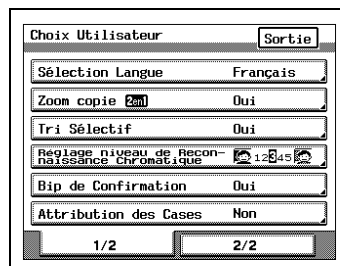 Choix Utilisateur
Sortie
Sélection Langue Français
Zoom copie 2en1 Oui
Tri Sélectif Oui
Réglage niveau de Recon-
naissance Chromatique 12345
Bip de Confirmation Oui
Attribution des Cases Non
1/2 2/2